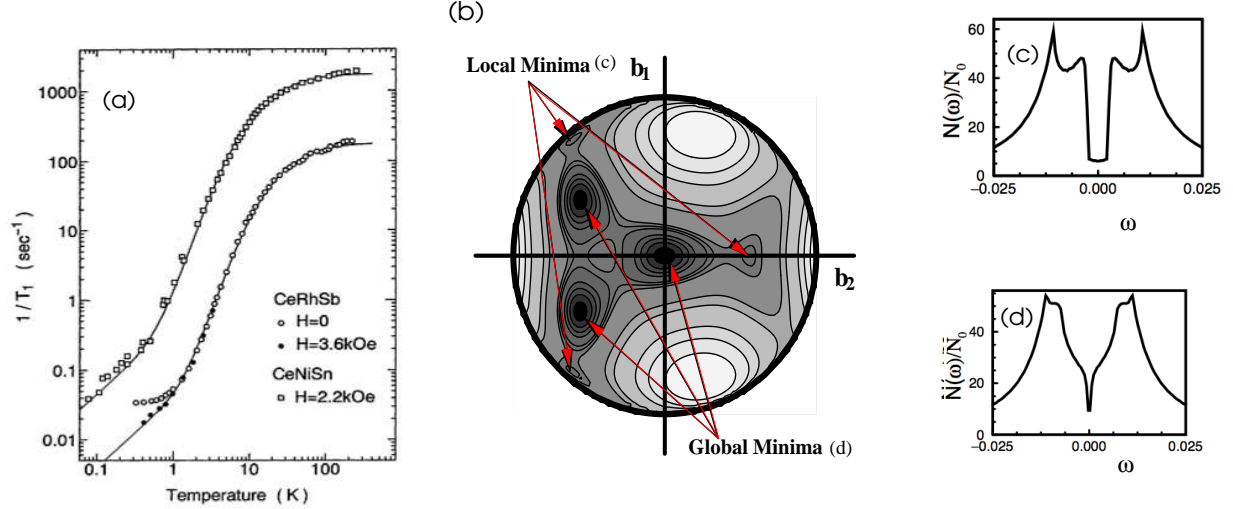 (a)
1000
100
10
1
0.1
0.01
1/T1 (sec-1)
CeRhSb
H=0
H=3.6kOe
CeNiSn
H=2.2kOe
0.1 1 10 100
Temperature (K)
(b)
Local Minima (c)
b1
b2
Global Minima (d)
(c)
60
40
20
0
N(ω)/N0
−0.025 0.000 0.025
ω
(d)
40
20
0
N(ω)/N0
−0.025 0.000 0.025
ω